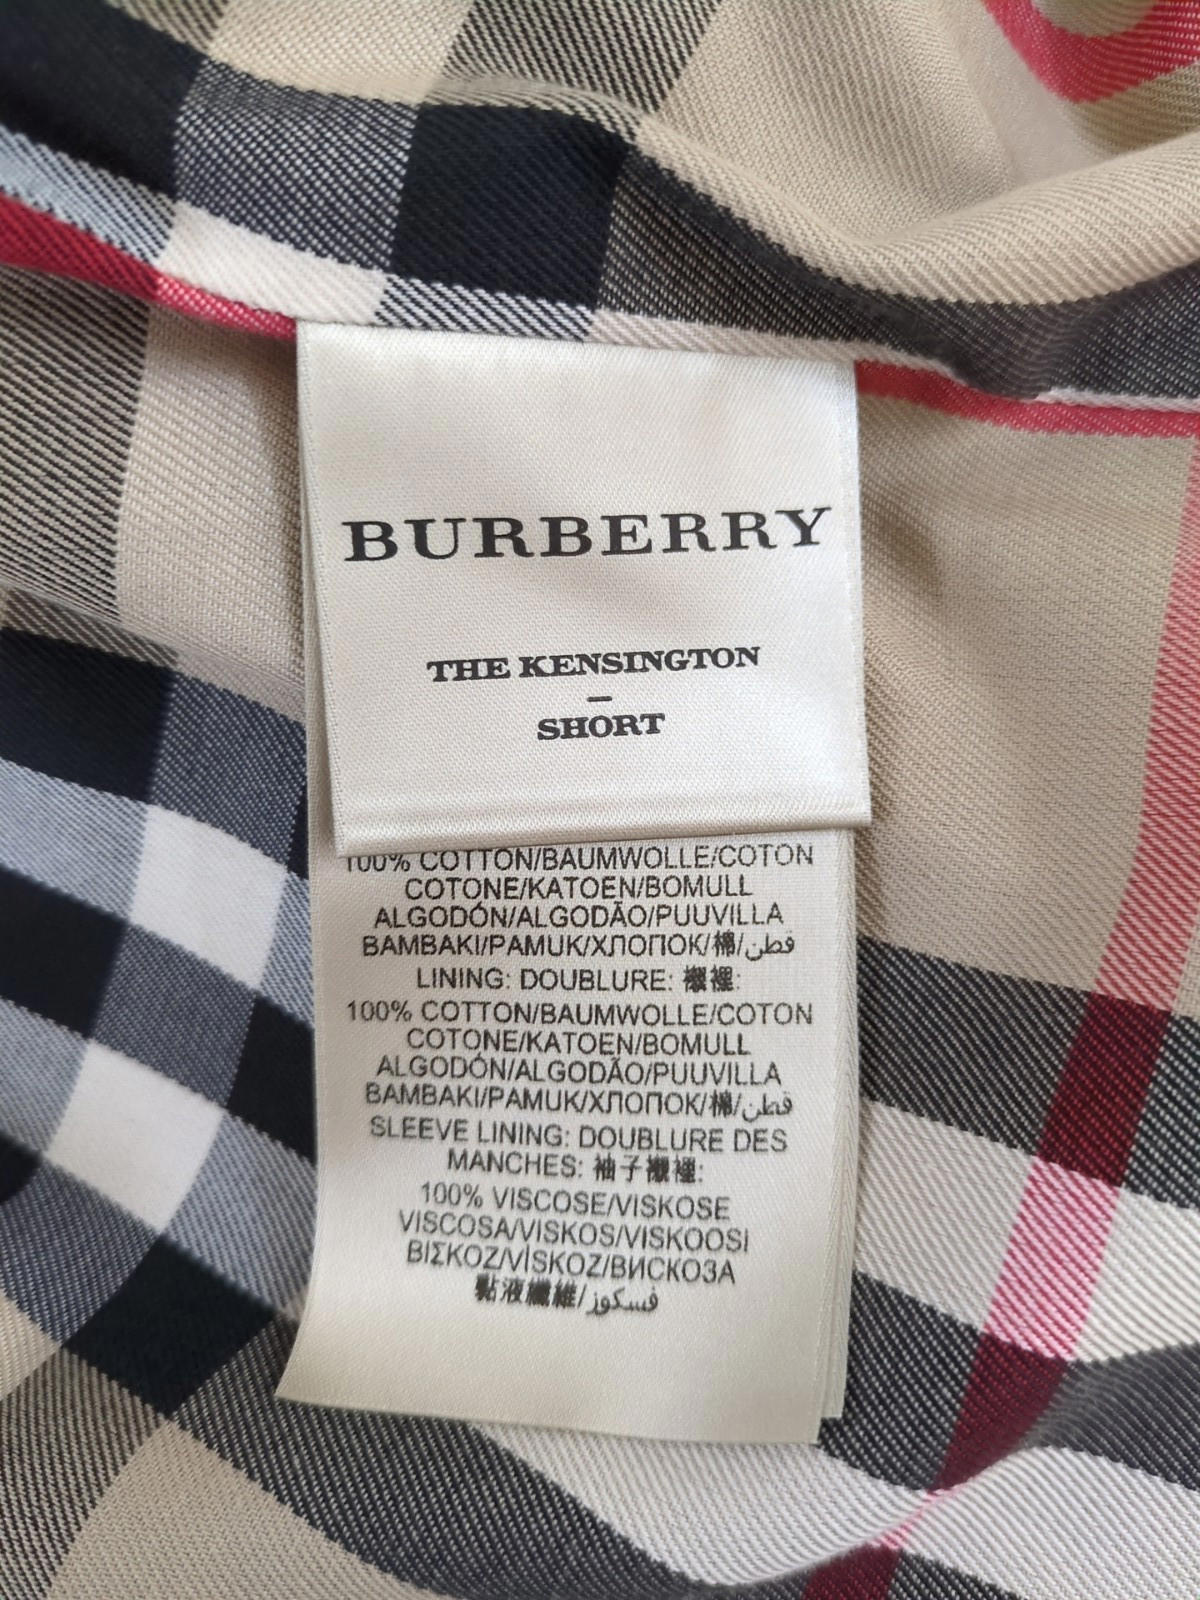 BURBERRY
THE KENSINGTON
–
SHORT
100% COTTON/BAUMWOLLE/COTON
COTONE/KATOEN/BOMULL
ALGODÓN/ALGODÃO/PUUVILLA
BAMBAKI/PAMUK/ХЛОПОК/棉/قطن
LINING: DOUBLURE: 襯裡:
100% COTTON/BAUMWOLLE/COTON
COTONE/KATOEN/BOMULL
ALGODÓN/ALGODÃO/PUUVILLA
BAMBAKI/PAMUK/ХЛОПОК/棉/قطن
SLEEVE LINING: DOUBLURE DES
MANCHES: 袖子襯裡:
100% VISCOSE/VISKOSE
VISCOSA/VISKOS/VISKOOSI
ΒΙΣΚΟΖ/VİSKOZ/ВИСКОЗА
黏液纖維/فسكوز